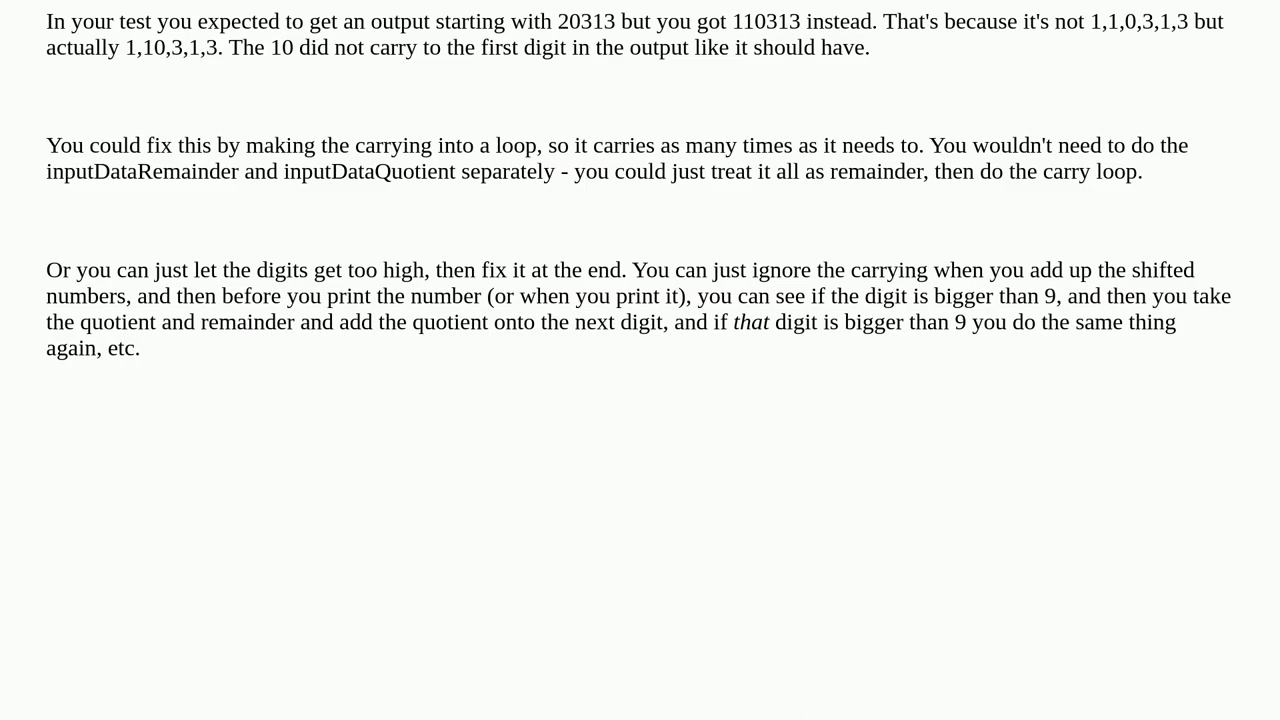 In your test you expected to get an output starting with 20313 but you got 110313 instead. That's because it's not 1,1,0,3,1,3 but
actually 1,10,3,1,3. The 10 did not carry to the first digit in the output like it should have.
You could fix this by making the carrying into a loop, so it carries as many times as it needs to. You wouldn't need to do the
inputDataRemainder and inputDataQuotient separately - you could just treat it all as remainder, then do the carry loop.
Or you can just let the digits get too high, then fix it at the end. You can just ignore the carrying when you add up the shifted
numbers, and then before you print the number (or when you print it), you can see if the digit is bigger than 9, and then you take
the quotient and remainder and add the quotient onto the next digit, and if that digit is bigger than 9 you do the same thing
again, etc.